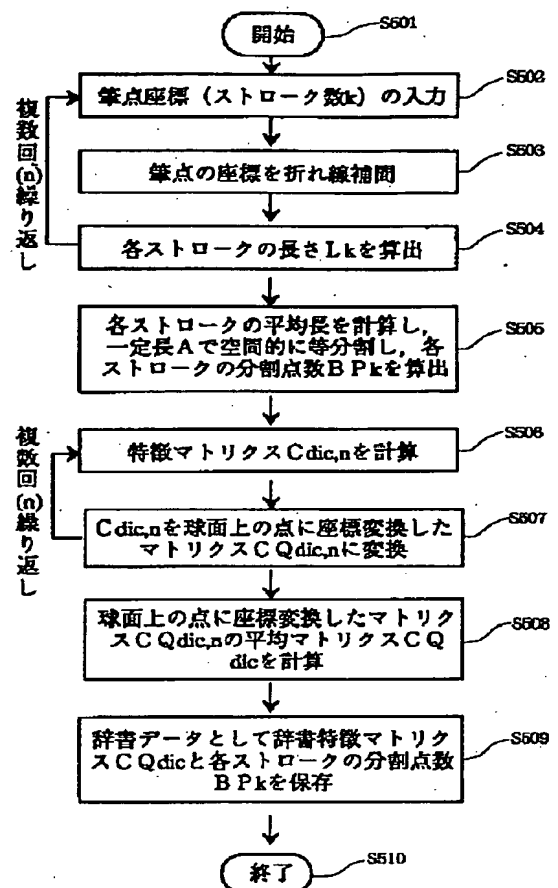 開始
S501
筆点座標(ストローク数k)の入力
S502
筆点の座標を折れ線補間
S503
各ストロークの長さLkを算出
S504
複数回(n)繰り返し
各ストロークの平均長を計算し,
一定長Aで空間的に等分割し,各
ストロークの分割点数BPkを算出
S505
特徴マトリクスCdic,nを計算
S506
Cdic,nを球面上の点に座標変換した
マトリクスCQdic,nに変換
S507
複数回(n)繰り返し
球面上の点に座標変換したマトリク
スCQdic,nの平均マトリクスCQ
dicを計算
S508
辞書データとして辞書特徴マトリク
スCQdicと各ストロークの分割点数
BPkを保存
S509
終了
S510